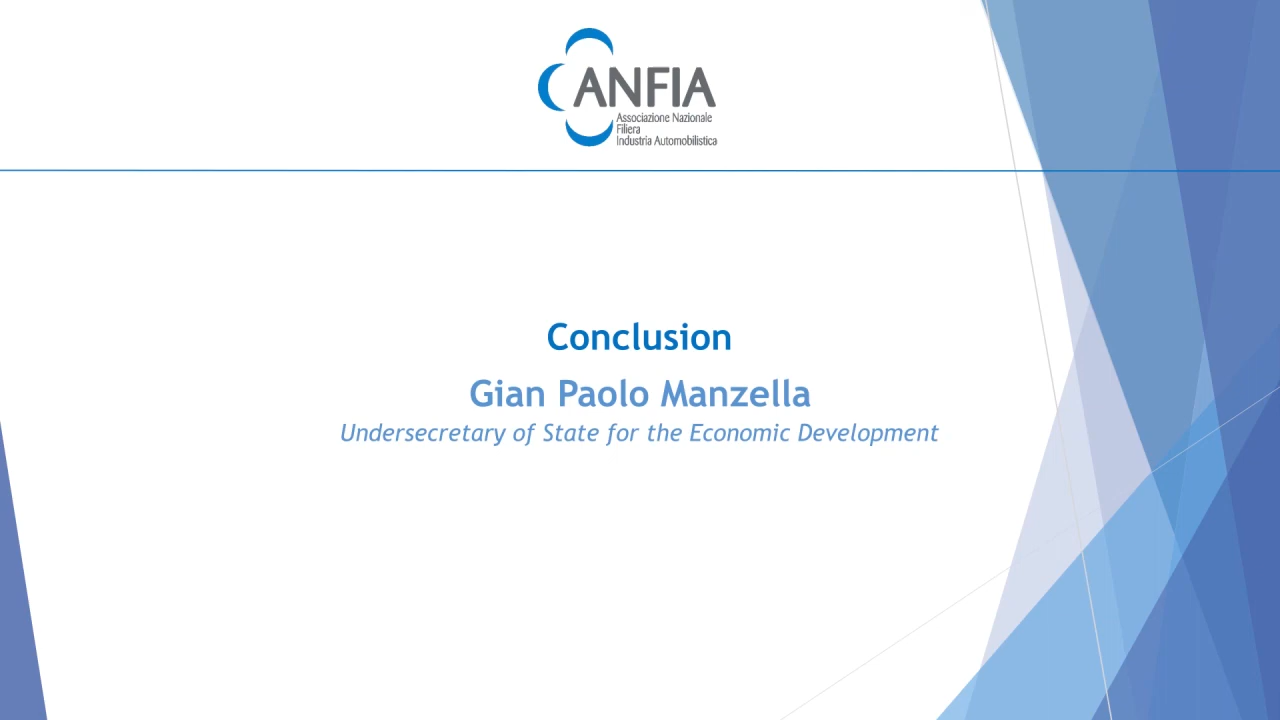 ANFIA
Associazione Nazionale
Filiera
Industria Automobilistica
Conclusion
Gian Paolo Manzella
Undersecretary of State for the Economic Development